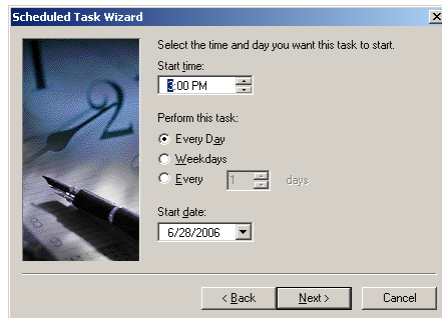 Scheduled Task Wizard
Select the time and day you want this task to start.
Start time:
3:00 PM
Perform this task:
Every Day
Weekdays
Every 1 days
Start date:
6/28/2006
< Back Next > Cancel